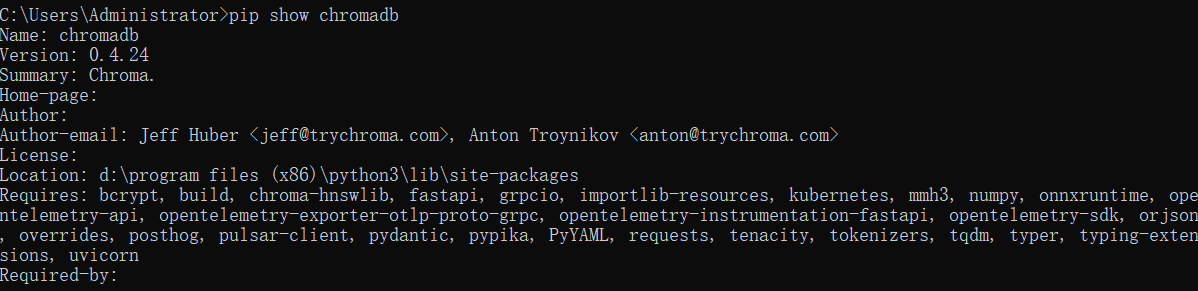 C:\Users\Administrator>pip show chromadb
Name: chromadb
Version: 0.4.24
Summary: Chroma.
Home-page:
Author:
Author-email: Jeff Huber <jeff@trychroma.com>, Anton Troynikov <anton@trychroma.com>
License:
Location: d:\program files (x86)\python3\lib\site-packages
Requires: bcrypt, build, chroma-hnswlib, fastapi, grpcio, importlib-resources, kubernetes, mmh3, numpy, onnxruntime, ope
ntelemetry-api, opentelemetry-exporter-otlp-proto-grpc, opentelemetry-instrumentation-fastapi, opentelemetry-sdk, orjson
, overrides, posthog, pulsar-client, pydantic, pypika, PyYAML, requests, tenacity, tokenizers, tqdm, typer, typing-exten
sions, uvicorn
Required-by: